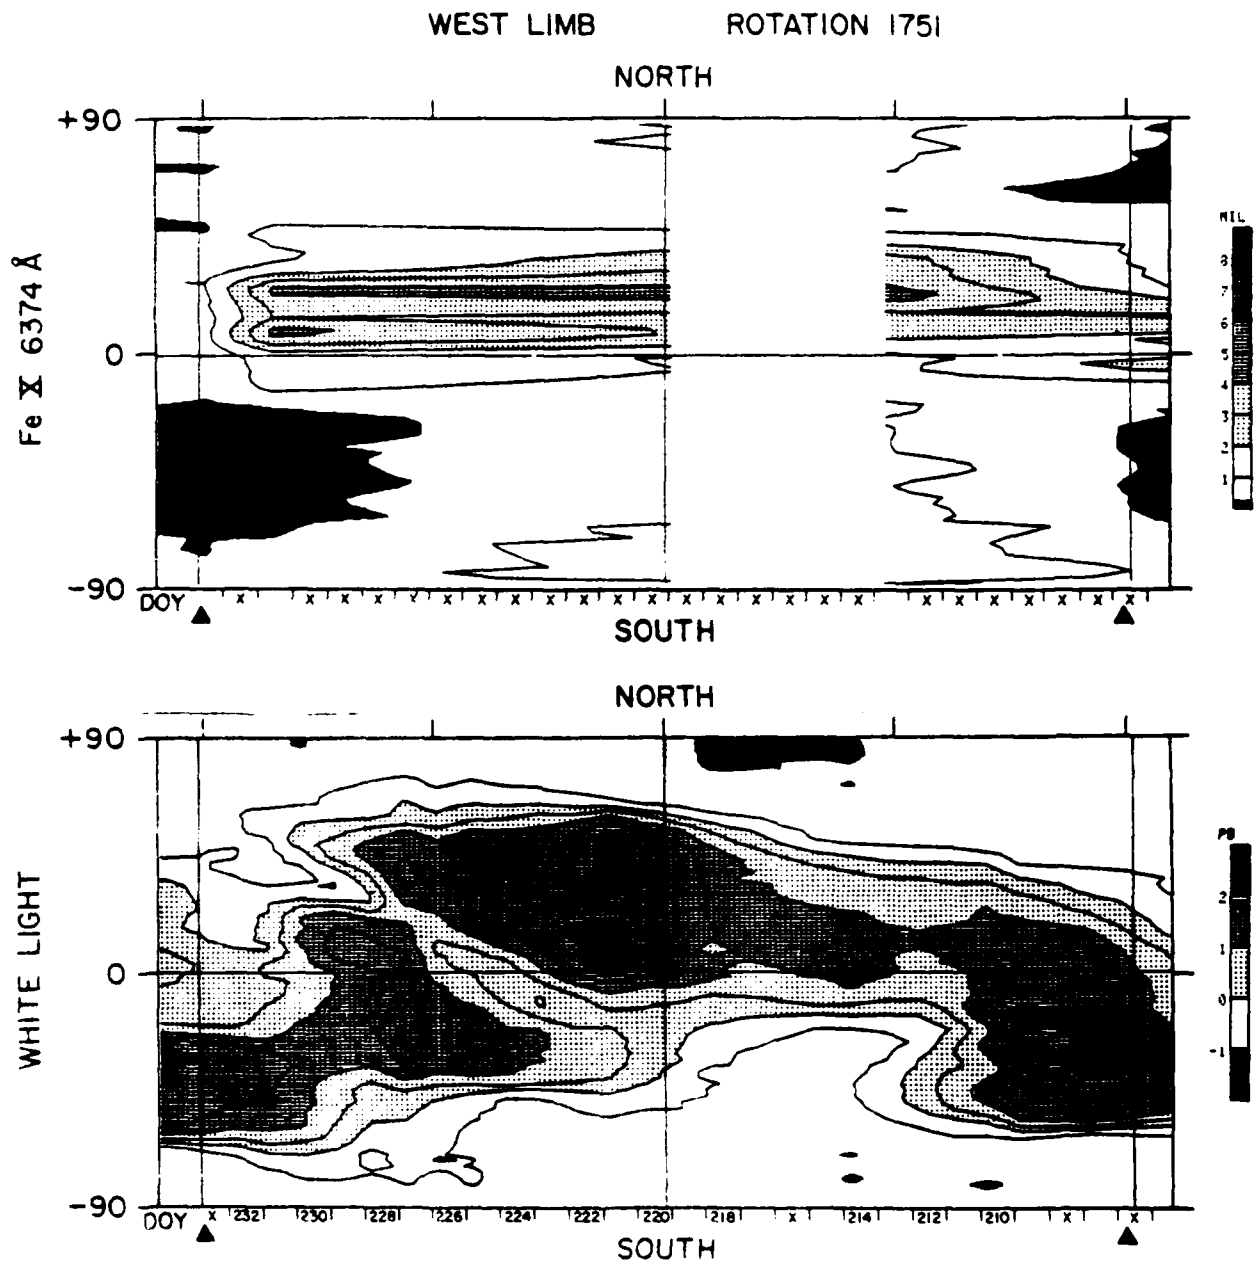 WEST LIMB ROTATION 1751
NORTH
+90
Fe X 6374 Å
0
-90
MIL
8
7
6
5
4
3
2
1
DOY x x x x x x x x x x x x x x x x x x x x x x x x x
SOUTH
NORTH
+90
WHITE LIGHT
0
-90
PB
2
1
0
-1
DOY x 232 230 228 226 224 222 220 218 x 214 212 210 x x
SOUTH